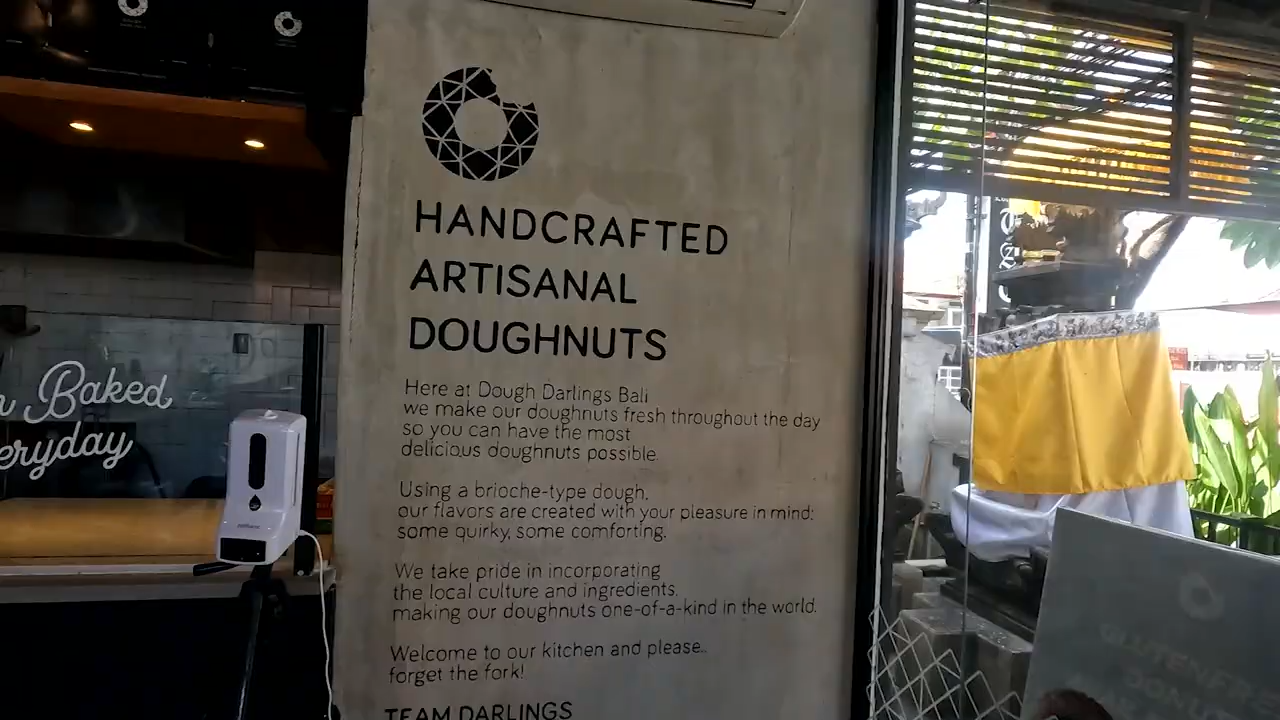 HANDCRAFTED
ARTISANAL
DOUGHNUTS
Here at Dough Darlings Bali
we make our doughnuts fresh throughout the day
so you can have the most
delicious doughnuts possible.
Using a brioche-type dough,
our flavors are created with your pleasure in mind:
some quirky, some comforting.
We take pride in incorporating
the local culture and ingredients,
making our doughnuts one-of-a-kind in the world.
Welcome to our kitchen and please..
forget the fork!
TEAM DARLINGS
Baked
eryday